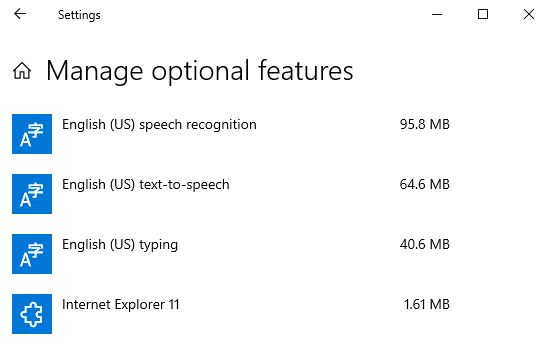 Settings
Manage optional features
English (US) speech recognition 95.8 MB
English (US) text-to-speech 64.6 MB
English (US) typing 40.6 MB
Internet Explorer 11 1.61 MB